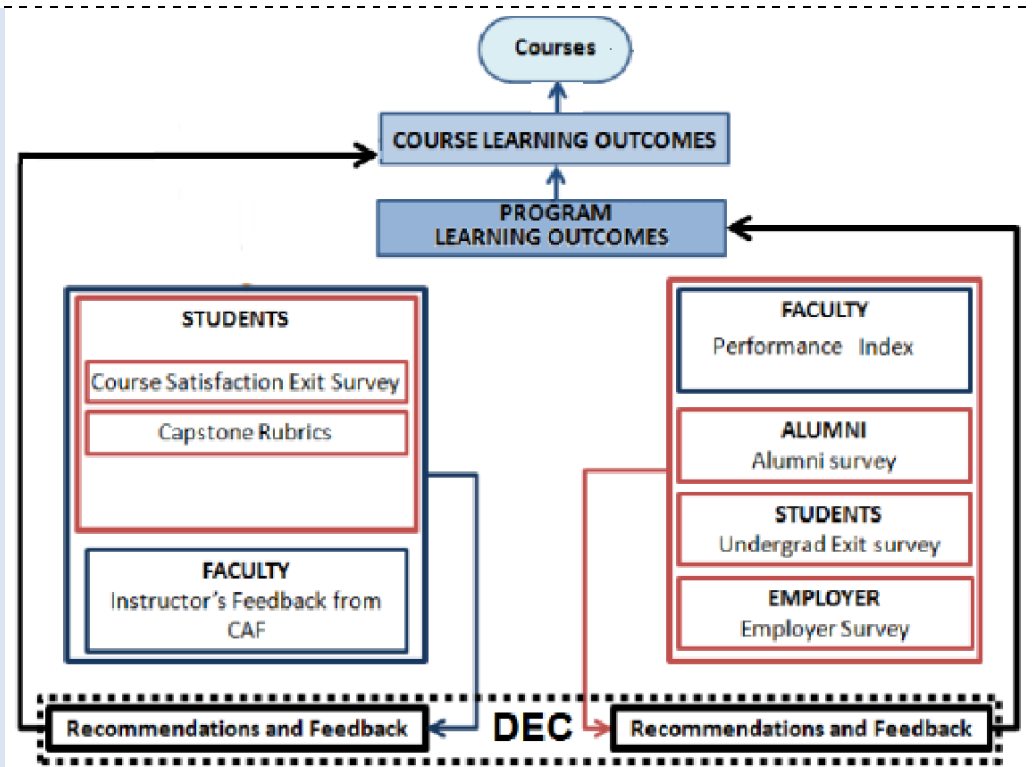 Courses
COURSE LEARNING OUTCOMES
PROGRAM
LEARNING OUTCOMES
STUDENTS
Course Satisfaction Exit Survey
Capstone Rubrics
FACULTY
Instructor's Feedback from
CAF
FACULTY
Performance Index
ALUMNI
Alumni survey
STUDENTS
Undergrad Exit survey
EMPLOYER
Employer Survey
Recommendations and Feedback
DEC
Recommendations and Feedback